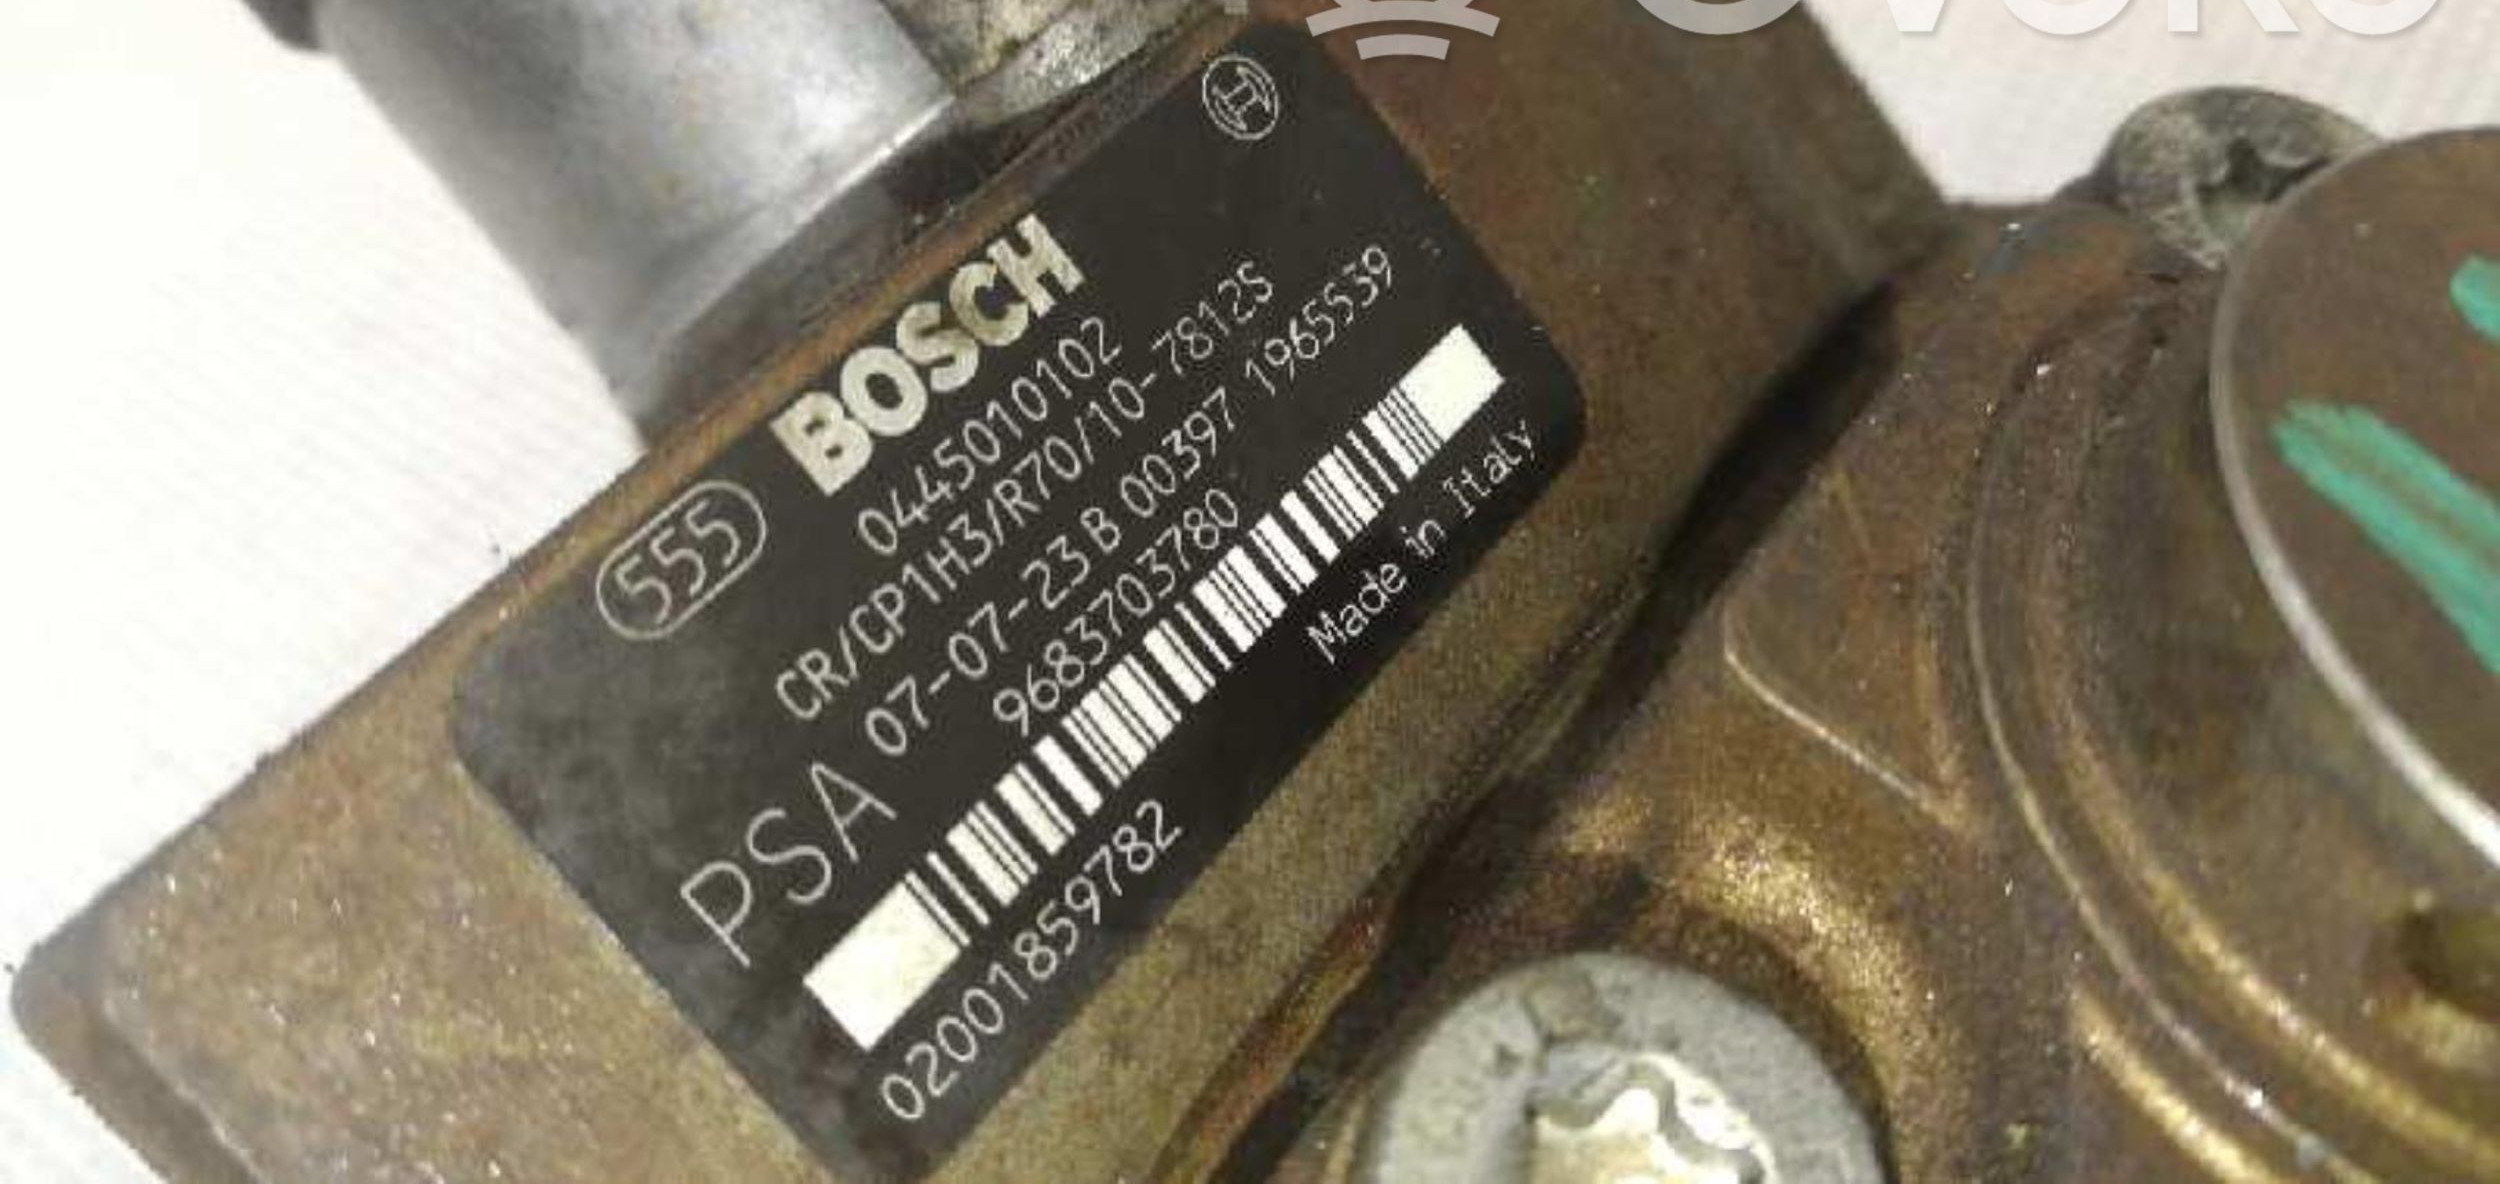 BOSCH
555
0445010102
CR/CP1H3/R70/10-7812S
07-07-23 B 00397 1965539
PSA
9683703780
Made in Italy
02001859782